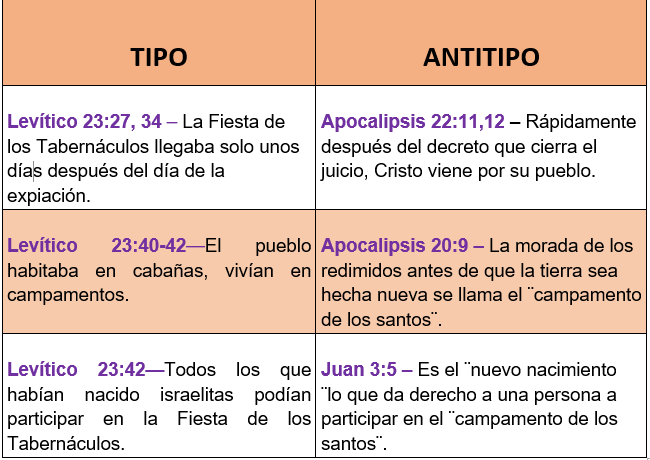 TIPO
ANTITIPO
Levítico 23:27, 34 – La Fiesta de
los Tabernáculos llegaba solo unos
días después del día de la
expiación.
Apocalipsis 22:11,12 – Rápidamente
después del decreto que cierra el
juicio, Cristo viene por su pueblo.
Levítico 23:40-42—El pueblo
habitaba en cabañas, vivían en
campamentos.
Apocalipsis 20:9 – La morada de los
redimidos antes de que la tierra sea
hecha nueva se llama el ¨campamento
de los santos¨.
Levítico 23:42—Todos los que
habían nacido israelitas podían
participar en la Fiesta de los
Tabernáculos.
Juan 3:5 – Es el ¨nuevo nacimiento
¨lo que da derecho a una persona a
participar en el ¨campamento de los
santos¨.